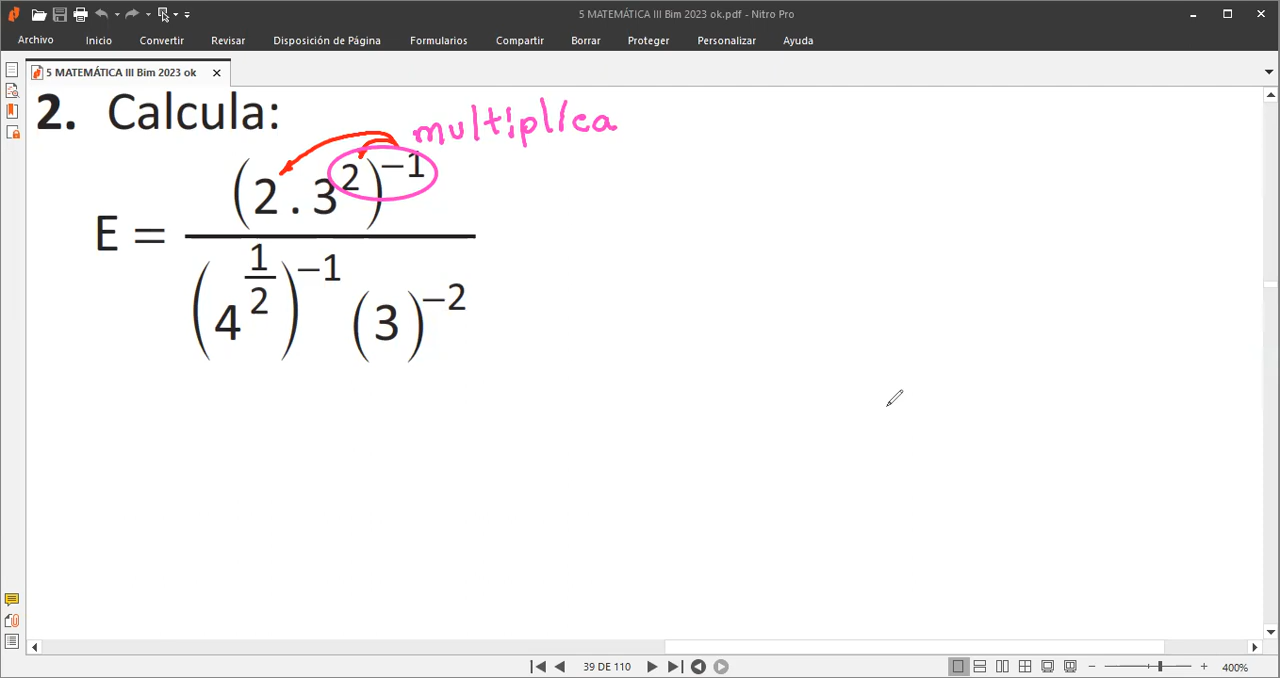 5 MATEMÁTICA III Bim 2023 ok.pdf - Nitro Pro
Archivo Inicio Convertir Revisar Disposición de Página Formularios Compartir Borrar Proteger Personalizar Ayuda
5 MATEMÁTICA III Bim 2023 ok
2. Calcula:
multiplica
(2 . 3²)⁻¹
E =
(4^(1/2))⁻¹ (3)⁻²
39 DE 110
400%